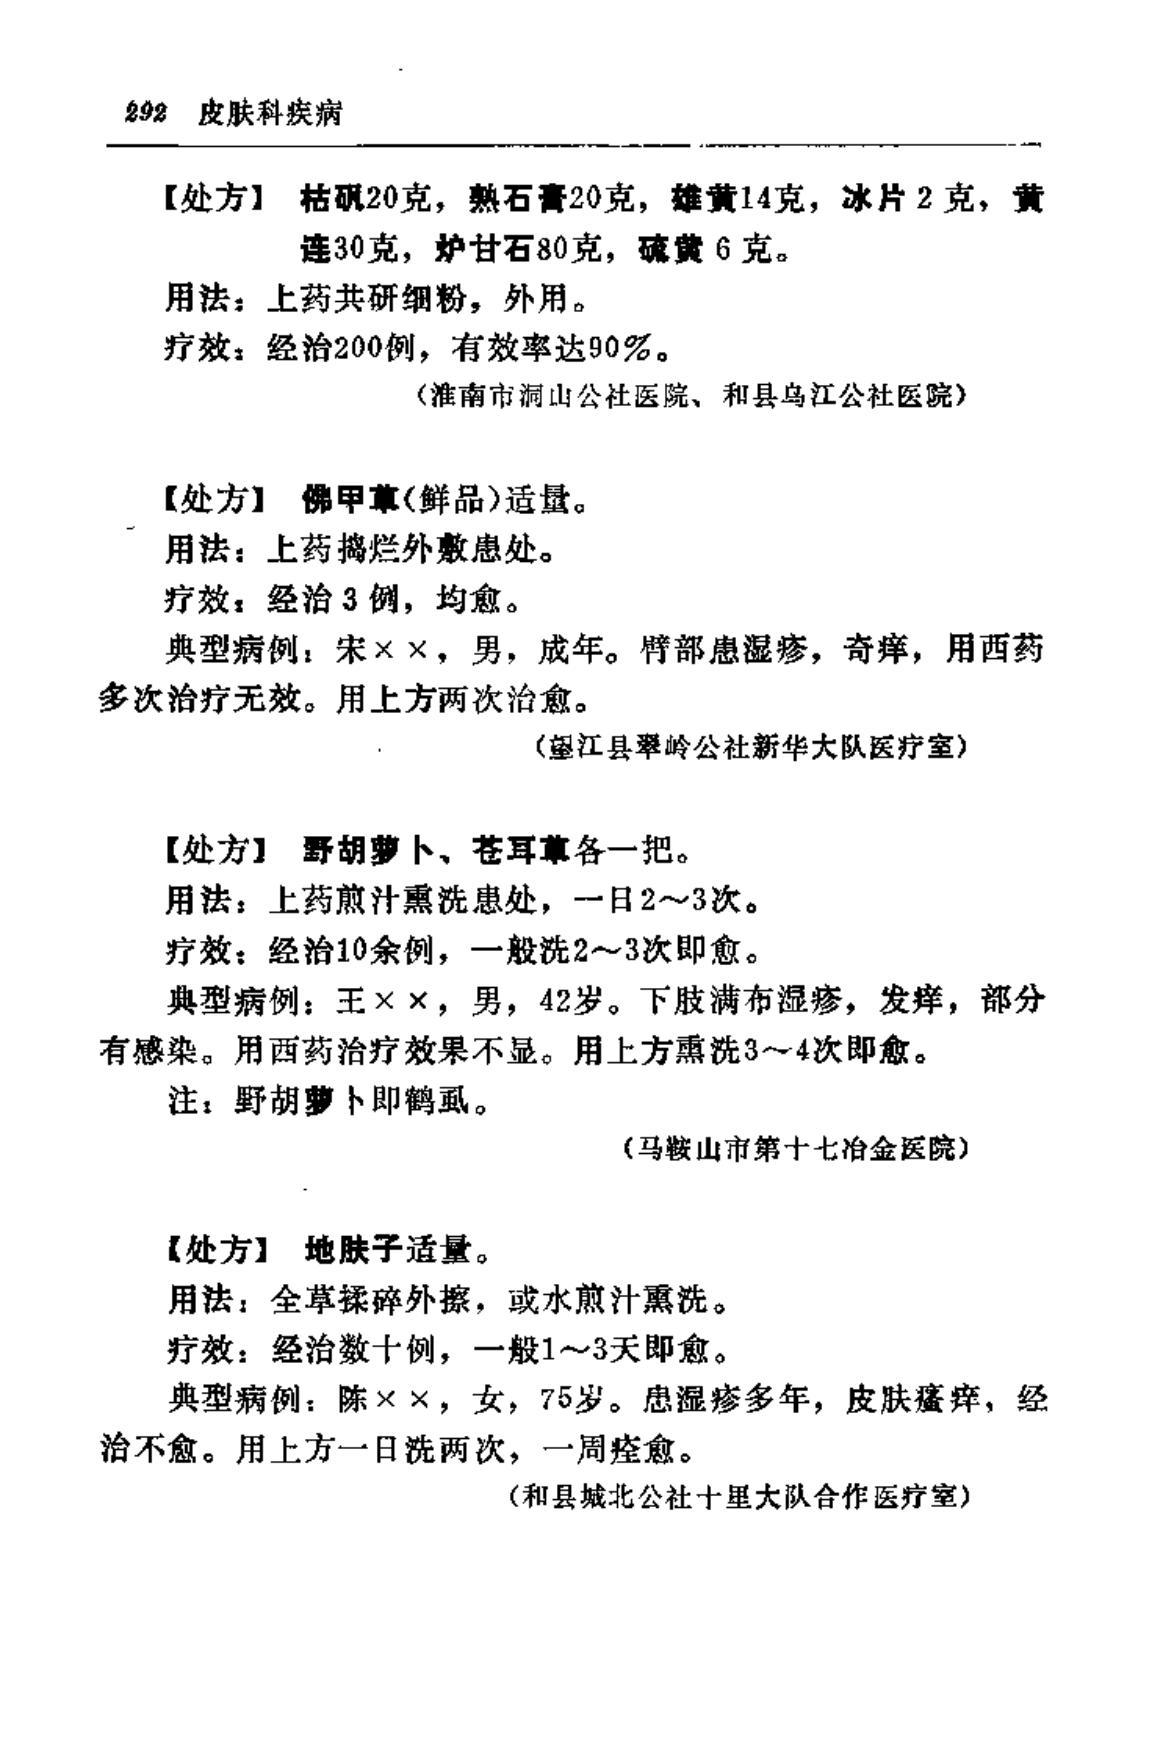 292 皮肤科疾病
【处方】 枯矾20克，熟石膏20克，雄黄14克，冰片2克，黄
连30克，炉甘石80克，硫黄6克。
用法：上药共研细粉，外用。
疗效：经治200例，有效率达90%。
（淮南市洞山公社医院、和县乌江公社医院）
【处方】 佛甲草(鲜品)适量。
用法：上药捣烂外敷患处。
疗效：经治3例，均愈。
典型病例：宋××，男，成年。臂部患湿疹，奇痒，用西药
多次治疗无效。用上方两次治愈。
（望江县翠岭公社新华大队医疗室）
【处方】 野胡萝卜、苍耳草各一把。
用法：上药煎汁熏洗患处，一日2～3次。
疗效：经治10余例，一般洗2～3次即愈。
典型病例：王××，男，42岁。下肢满布湿疹，发痒，部分
有感染。用西药治疗效果不显。用上方熏洗3～4次即愈。
注：野胡萝卜即鹤虱。
（马鞍山市第十七冶金医院）
【处方】 地肤子适量。
用法：全草揉碎外擦，或水煎汁熏洗。
疗效：经治数十例，一般1～3天即愈。
典型病例：陈××，女，75岁。患湿疹多年，皮肤瘙痒，经
治不愈。用上方一日洗两次，一周痊愈。
（和县城北公社十里大队合作医疗室）